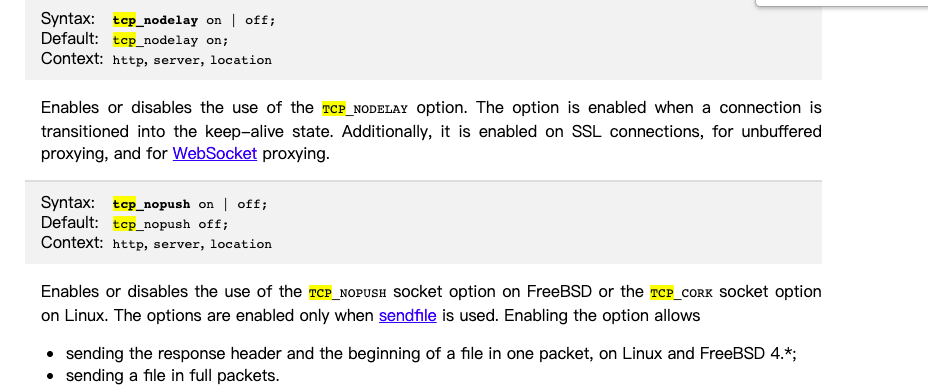 Syntax: tcp_nodelay on | off;
Default: tcp_nodelay on;
Context: http, server, location
Enables or disables the use of the TCP_NODELAY option. The option is enabled when a connection is
transitioned into the keep–alive state. Additionally, it is enabled on SSL connections, for unbuffered
proxying, and for WebSocket proxying.
Syntax: tcp_nopush on | off;
Default: tcp_nopush off;
Context: http, server, location
Enables or disables the use of the TCP_NOPUSH socket option on FreeBSD or the TCP_CORK socket option
on Linux. The options are enabled only when sendfile is used. Enabling the option allows
• sending the response header and the beginning of a file in one packet, on Linux and FreeBSD 4.*;
• sending a file in full packets.